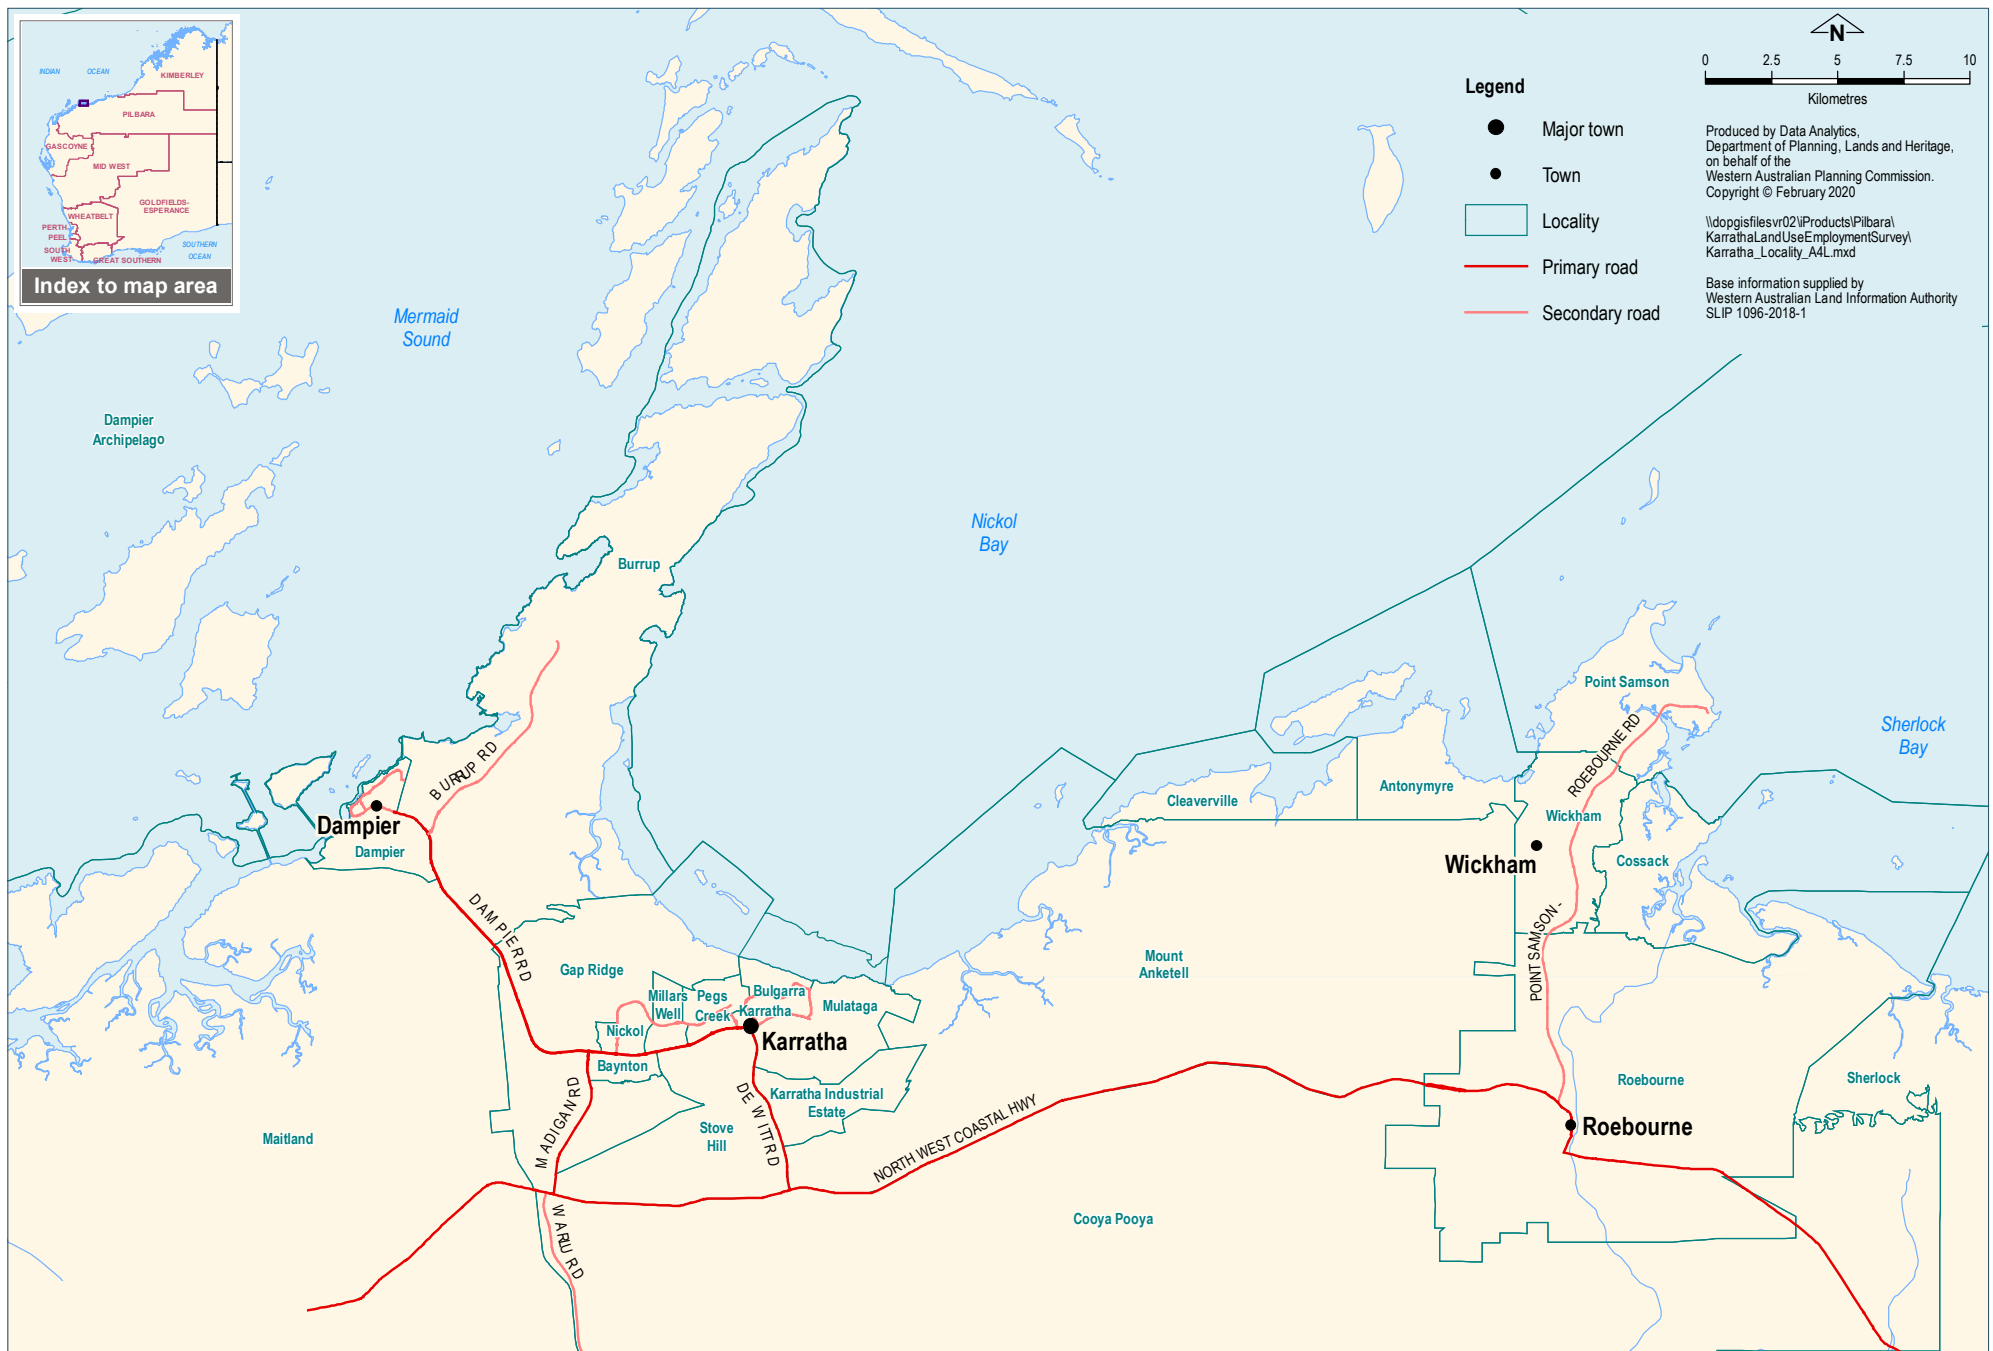 INDIAN OCEAN
KIMBERLEY
PILBARA
GASCOYNE
MID WEST
GOLDFIELDS-
ESPERANCE
WHEATBELT
PERTH
PEEL
SOUTH
WEST
GREAT SOUTHERN
SOUTHERN
OCEAN
Index to map area
N
0 2.5 5 7.5 10
Kilometres
Legend
Major town
Town
Locality
Primary road
Secondary road
Produced by Data Analytics,
Department of Planning, Lands and Heritage,
on behalf of the
Western Australian Planning Commission.
Copyright © February 2020
\\dopgisfilesvr02\iProducts\Pilbara\
KarrathaLandUseEmploymentSurvey\
Karratha_Locality_A4L.mxd
Base information supplied by
Western Australian Land Information Authority
SLIP 1096-2018-1
Mermaid
Sound
Dampier
Archipelago
Nickol
Bay
Burrup
Point Samson
Sherlock
Bay
BURRUP RD
ROEBOURNE RD
Antonymyre
Cleaverville
Wickham
Dampier
Dampier
Wickham
Cossack
DAMPIER RD
POINT SAMSON -
Mount
Anketell
Gap Ridge
Millars
Well
Pegs
Creek
Bulgarra
Karratha
Mulataga
Nickol
Karratha
Baynton
MADIGAN RD
DE WITT RD
Karratha Industrial
Estate
Roebourne
Sherlock
Stove
Hill
NORTH WEST COASTAL HWY
Roebourne
Maitland
WARLU RD
Cooya Pooya